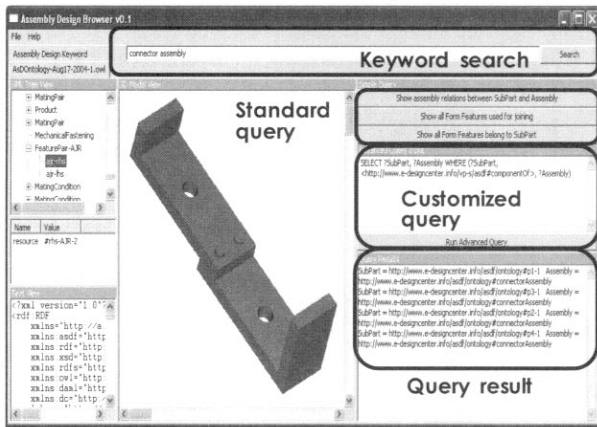 Assembly Design Browser v0.1
File Help
Assembly Design Keyword
connector assembly
Search
AsDOntology-Aug17-2004-1.owl
Keyword search
Tree View
Model View
MatingPair
Product
MatingPair
MechanicalFastening
FeaturePair-AJR
ajr-rhs
ajr-lhs
MatingCondition
MatingCondition
Name Value
resource #rhs-AJR-2
Text View
<?xml version="1.0"
<rdf:RDF
xmlns="http://a
xmlns:asdf="http:
xmlns:rdf="http:
xmlns:xsd="http:
xmlns:rdfs="http:
xmlns:owl="http:
xmlns:daml="http:
xmlns:dc="http:/
Standard
query
Show assembly relations between SubPart and Assembly
Show all Form Features used for joining
Show all Form Features belong to SubPart
SELECT ?SubPart, ?Assembly WHERE (?SubPart,
<http://www.e-designcenter.info/vp-s/asdf#componentOf>, ?Assembly)
Customized
query
Run Advanced Query
Query Results
SubPart = http://www.e-designcenter.info/asdf/ontology#p1-1 Assembly =
http://www.e-designcenter.info/asdf/ontology#connectorAssembly
SubPart = http://www.e-designcenter.info/asdf/ontology#p3-1 Assembly =
http://www.e-designcenter.info/asdf/ontology#connectorAssembly
SubPart = http://www.e-designcenter.info/asdf/ontology#p2-1 Assembly =
http://www.e-designcenter.info/asdf/ontology#connectorAssembly
SubPart = http://www.e-designcenter.info/asdf/ontology#p4-1 Assembly =
http://www.e-designcenter.info/asdf/ontology#connectorAssembly
Query result